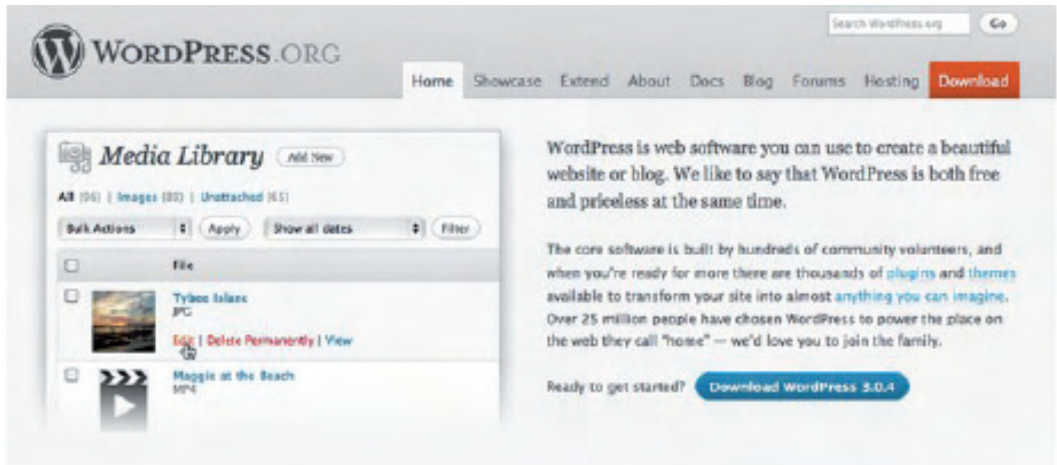 Search WordPress.org Go
WORDPRESS.ORG
Home Showcase Extend About Docs Blog Forums Hosting Download
Media Library Add New
All (96) | Images (80) | Unattached (65)
Bulk Actions Apply Show all dates Filter
File
Tybee Island
JPG
Edit | Delete Permanently | View
Maggie at the Beach
MP4
WordPress is web software you can use to create a beautiful
website or blog. We like to say that WordPress is both free
and priceless at the same time.
The core software is built by hundreds of community volunteers, and
when you're ready for more there are thousands of plugins and themes
available to transform your site into almost anything you can imagine.
Over 25 million people have chosen WordPress to power the place on
the web they call "home" — we'd love you to join the family.
Ready to get started? Download WordPress 3.0.4